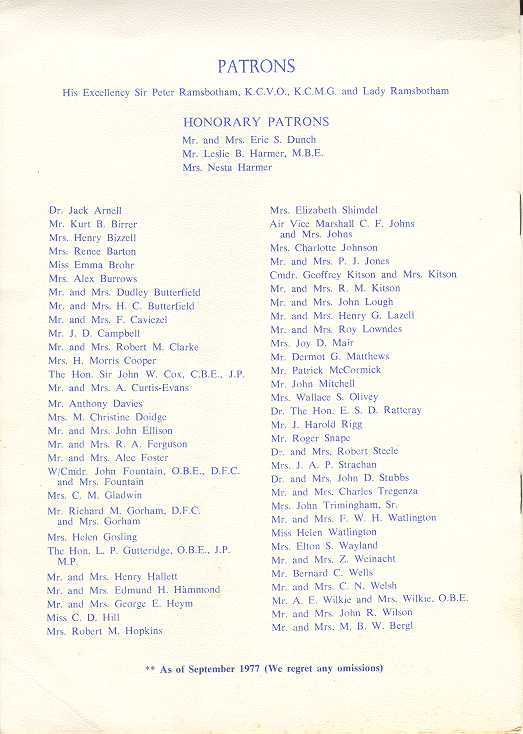 PATRONS
His Excellency Sir Peter Ramsbotham, K.C.V.O., K.C.M.G. and Lady Ramsbotham
HONORARY PATRONS
Mr. and Mrs. Eric S. Dunch
Mr. Leslie B. Harmer, M.B.E.
Mrs. Nesta Harmer
Dr. Jack Arnell
Mr. Kurt B. Birrer
Mrs. Henry Bizzell
Mrs. Renee Barton
Miss Emma Brohr
Mrs. Alex Burrows
Mr. and Mrs. Dudley Butterfield
Mr. and Mrs. H. C. Butterfield
Mr. and Mrs. F. Caviezel
Mr. J. D. Campbell
Mr. and Mrs. Robert M. Clarke
Mrs. H. Morris Cooper
The Hon. Sir John W. Cox, C.B.E., J.P.
Mr. and Mrs. A. Curtis-Evans
Mr. Anthony Davies
Mrs. M. Christine Doidge
Mr. and Mrs. John Ellison
Mr. and Mrs. R. A. Ferguson
Mr. and Mrs. Alec Foster
W/Cmdr. John Fountain, O.B.E., D.F.C.
and Mrs. Fountain
Mrs. C. M. Gladwin
Mr. Richard M. Gorham, D.F.C.
and Mrs. Gorham
Mrs. Helen Gosling
The Hon. L. P. Gutteridge, O.B.E., J.P.
M.P.
Mr. and Mrs. Henry Hallett
Mr. and Mrs. Edmund H. Hammond
Mr. and Mrs. George E. Heym
Miss C. D. Hill
Mrs. Robert M. Hopkins
Mrs. Elizabeth Shimdel
Air Vice Marshall C. F. Johns
and Mrs. Johns
Mrs. Charlotte Johnson
Mr. and Mrs. P. J. Jones
Cmdr. Geoffrey Kitson and Mrs. Kitson
Mr. and Mrs. R. M. Kitson
Mr. and Mrs. John Lough
Mr. and Mrs. Henry G. Lazell
Mr. and Mrs. Roy Lowndes
Mrs. Joy D. Mair
Mr. Dermot G. Matthews
Mr. Patrick McCormick
Mr. John Mitchell
Mrs. Wallace S. Olivey
Dr. The Hon. E. S. D. Ratteray
Mr. J. Harold Rigg
Mr. Roger Snape
Dr. and Mrs. Robert Steele
Mrs. J. A. P. Strachan
Dr. and Mrs. John D. Stubbs
Mr. and Mrs. Charles Tregenza
Mrs. John Trimingham, Sr.
Mr. and Mrs. F. W. H. Watlington
Miss Helen Watlington
Mrs. Elton S. Wayland
Mr. and Mrs. Z. Weinacht
Mr. Bernard C. Wells
Mr. and Mrs. C. N. Welsh
Mr. A. E. Wilkie and Mrs. Wilkie, O.B.E.
Mr. and Mrs. John R. Wilson
Mr. and Mrs. M. B. W. Bergl
** As of September 1977 (We regret any omissions)